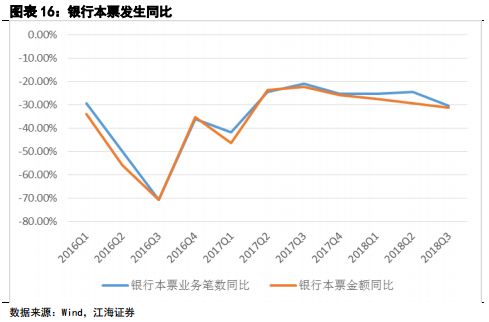 图表 16：银行本票发生同比
0.00%
-10.00%
-20.00%
-30.00%
-40.00%
-50.00%
-60.00%
-70.00%
-80.00%
2016Q1
2016Q2
2016Q3
2016Q4
2017Q1
2017Q2
2017Q3
2017Q4
2018Q1
2018Q2
2018Q3
银行本票业务笔数同比
银行本票金额同比
数据来源：Wind，江海证券